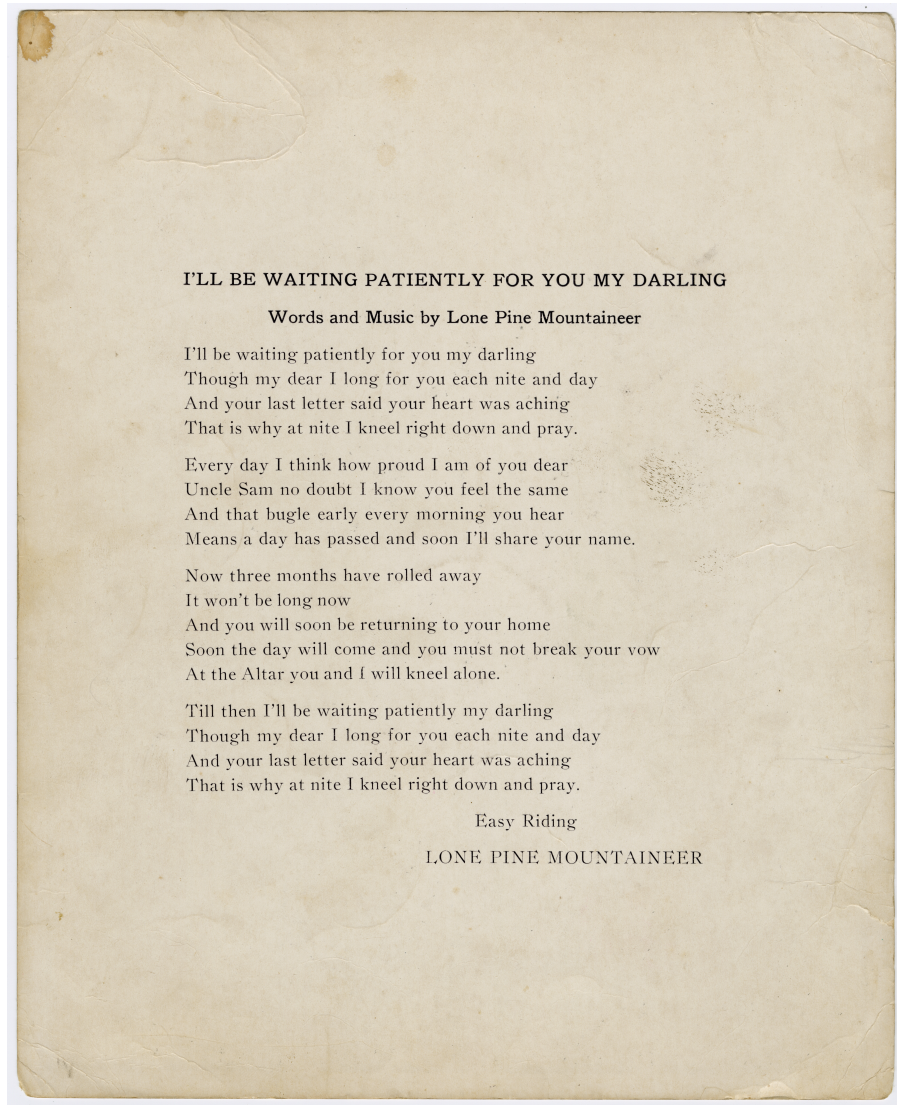 I'LL BE WAITING PATIENTLY FOR YOU MY DARLING
Words and Music by Lone Pine Mountaineer
I'll be waiting patiently for you my darling
Though my dear I long for you each nite and day
And your last letter said your heart was aching
That is why at nite I kneel right down and pray.
Every day I think how proud I am of you dear
Uncle Sam no doubt I know you feel the same
And that bugle early every morning you hear
Means a day has passed and soon I'll share your name.
Now three months have rolled away
It won't be long now
And you will soon be returning to your home
Soon the day will come and you must not break your vow
At the Altar you and I will kneel alone.
Till then I'll be waiting patiently my darling
Though my dear I long for you each nite and day
And your last letter said your heart was aching
That is why at nite I kneel right down and pray.
Easy Riding
LONE PINE MOUNTAINEER